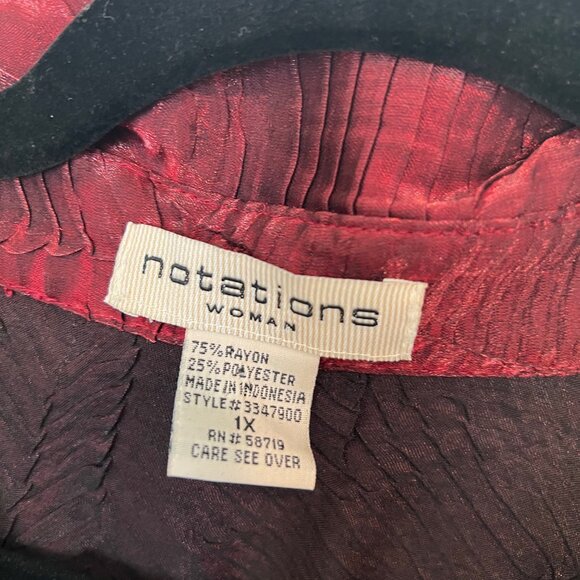 notations
WOMAN
75% RAYON
25% POLYESTER
MADE IN INDONESIA
STYLE# 3347900
1X
RN# 58719
CARE SEE OVER